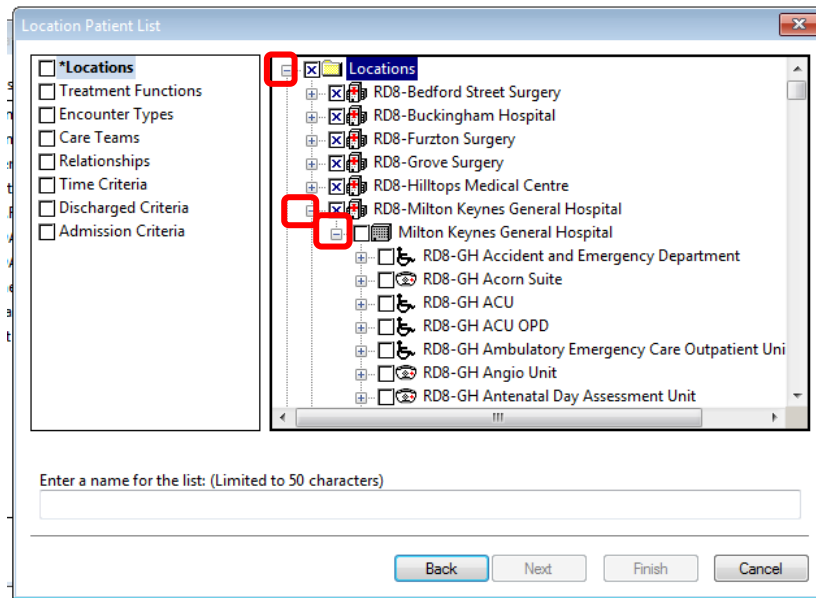 Location Patient List
*Locations
Treatment Functions
Encounter Types
Care Teams
Relationships
Time Criteria
Discharged Criteria
Admission Criteria
Locations
RD8-Bedford Street Surgery
RD8-Buckingham Hospital
RD8-Furzton Surgery
RD8-Grove Surgery
RD8-Hilltops Medical Centre
RD8-Milton Keynes General Hospital
Milton Keynes General Hospital
RD8-GH Accident and Emergency Department
RD8-GH Acorn Suite
RD8-GH ACU
RD8-GH ACU OPD
RD8-GH Ambulatory Emergency Care Outpatient Uni
RD8-GH Angio Unit
RD8-GH Antenatal Day Assessment Unit
Enter a name for the list: (Limited to 50 characters)
Back Next Finish Cancel